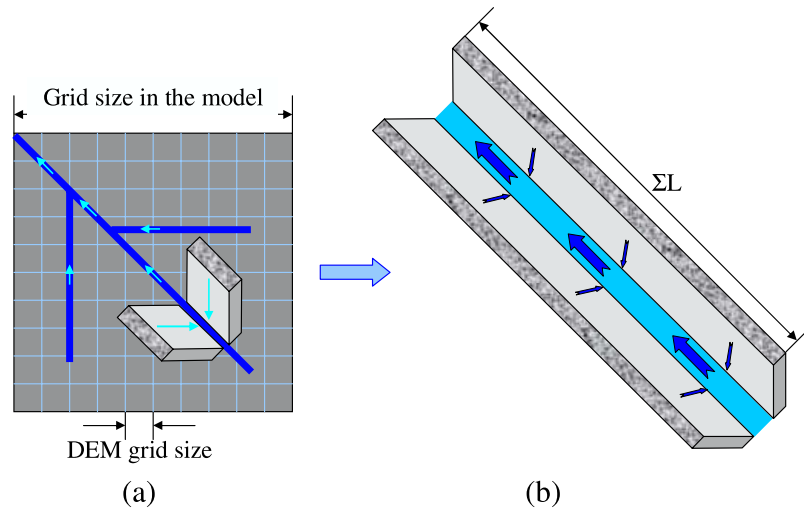 Grid size in the model
ΣL
DEM grid size
(a)
(b)